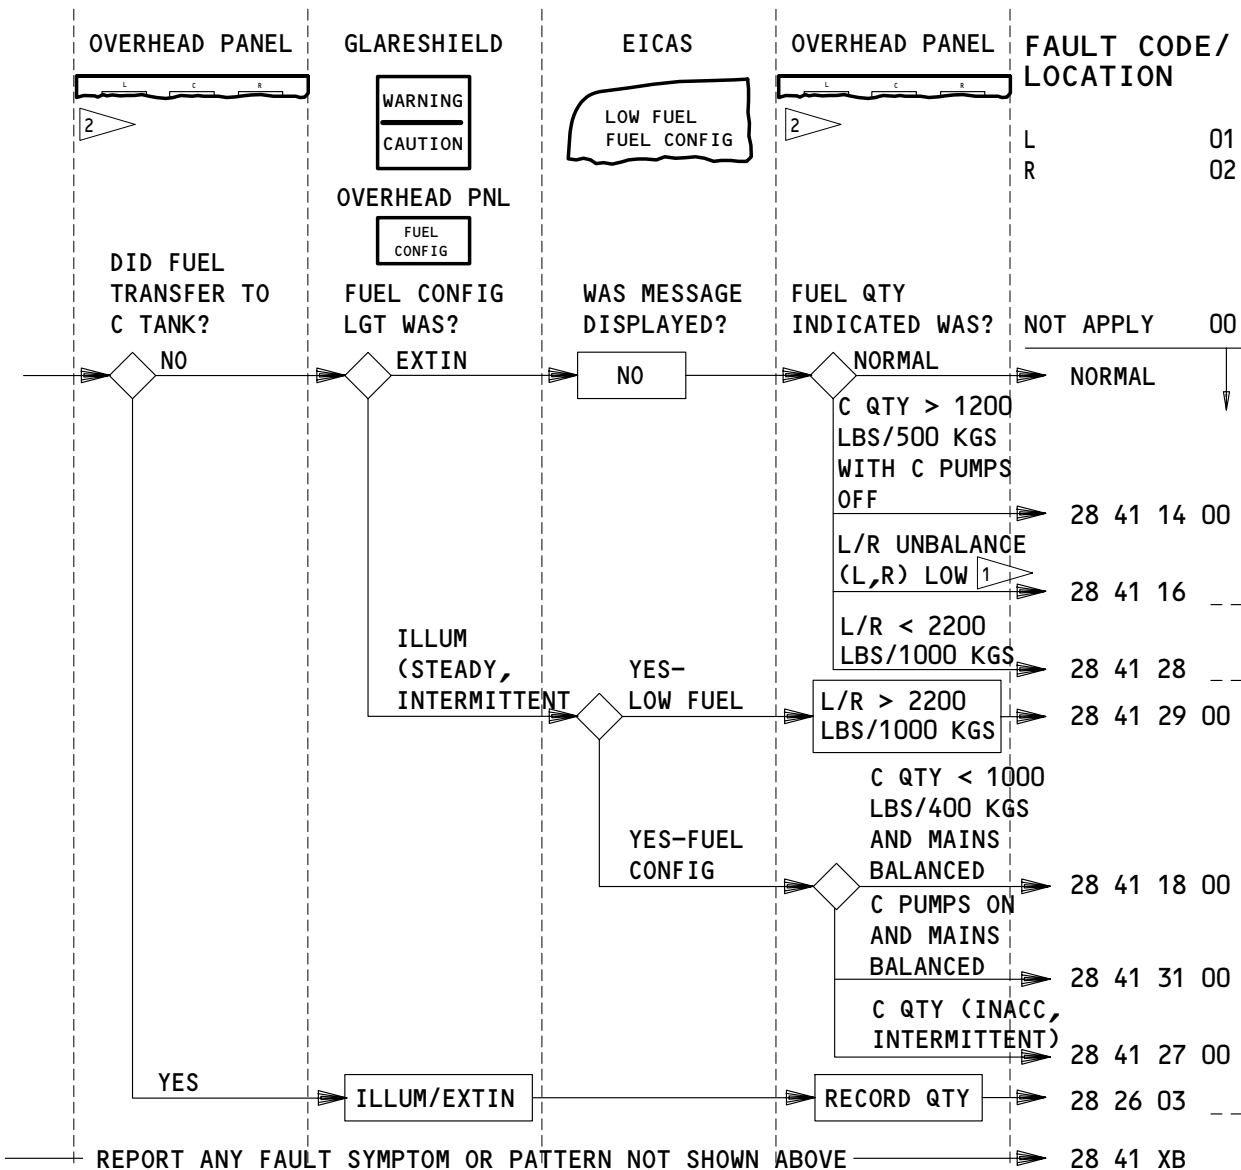 OVERHEAD PANEL
GLARESHIELD
EICAS
OVERHEAD PANEL
FAULT CODE/
LOCATION
L C R
WARNING
CAUTION
LOW FUEL
FUEL CONFIG
L C R
2
2
L 01
R 02
OVERHEAD PNL
FUEL
CONFIG
DID FUEL
TRANSFER TO
C TANK?
FUEL CONFIG
LGT WAS?
WAS MESSAGE
DISPLAYED?
FUEL QTY
INDICATED WAS?
NOT APPLY 00
NO
EXTIN
NO
NORMAL
NORMAL
C QTY > 1200
LBS/500 KGS
WITH C PUMPS
OFF
28 41 14 00
L/R UNBALANCE
(L,R) LOW 1
28 41 16 _ _
L/R < 2200
LBS/1000 KGS
28 41 28 _ _
ILLUM
(STEADY,
INTERMITTENT
YES-
LOW FUEL
L/R > 2200
LBS/1000 KGS
28 41 29 00
YES-FUEL
CONFIG
C QTY < 1000
LBS/400 KGS
AND MAINS
BALANCED
28 41 18 00
C PUMPS ON
AND MAINS
BALANCED
28 41 31 00
C QTY (INACC,
INTERMITTENT)
28 41 27 00
YES
ILLUM/EXTIN
RECORD QTY
28 26 03 _ _
REPORT ANY FAULT SYMPTOM OR PATTERN NOT SHOWN ABOVE
28 41 XB